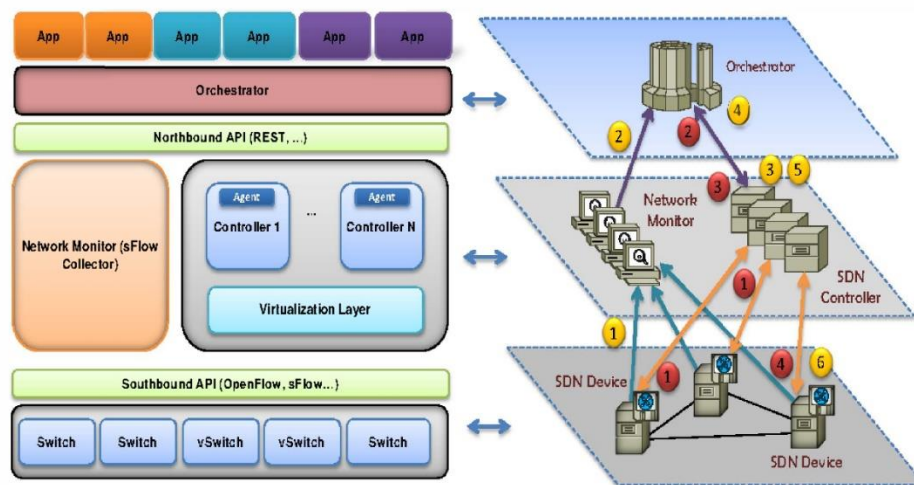 App App App App App App
Orchestrator
Northbound API (REST, ...)
Network Monitor (sFlow
Collector)
Agent
Controller 1
...
Agent
Controller N
Virtualization Layer
Southbound API (OpenFlow, sFlow...)
Switch Switch vSwitch vSwitch Switch
Orchestrator
4
2
2
3 5
3
Network
Monitor
SDN
Controller
1
1
1
4
6
SDN Device
SDN Device